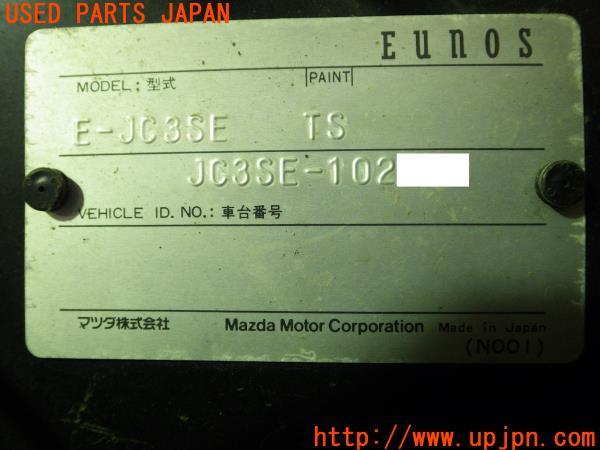 USED PARTS JAPAN
EUNOS
MODEL; 型式 PAINT
E-JC3SE TS
JC3SE-102
VEHICLE ID. NO.: 車台番号
マツダ株式会社 Mazda Motor Corporation Made in Japan
(N001)
http://www.upjpn.com/